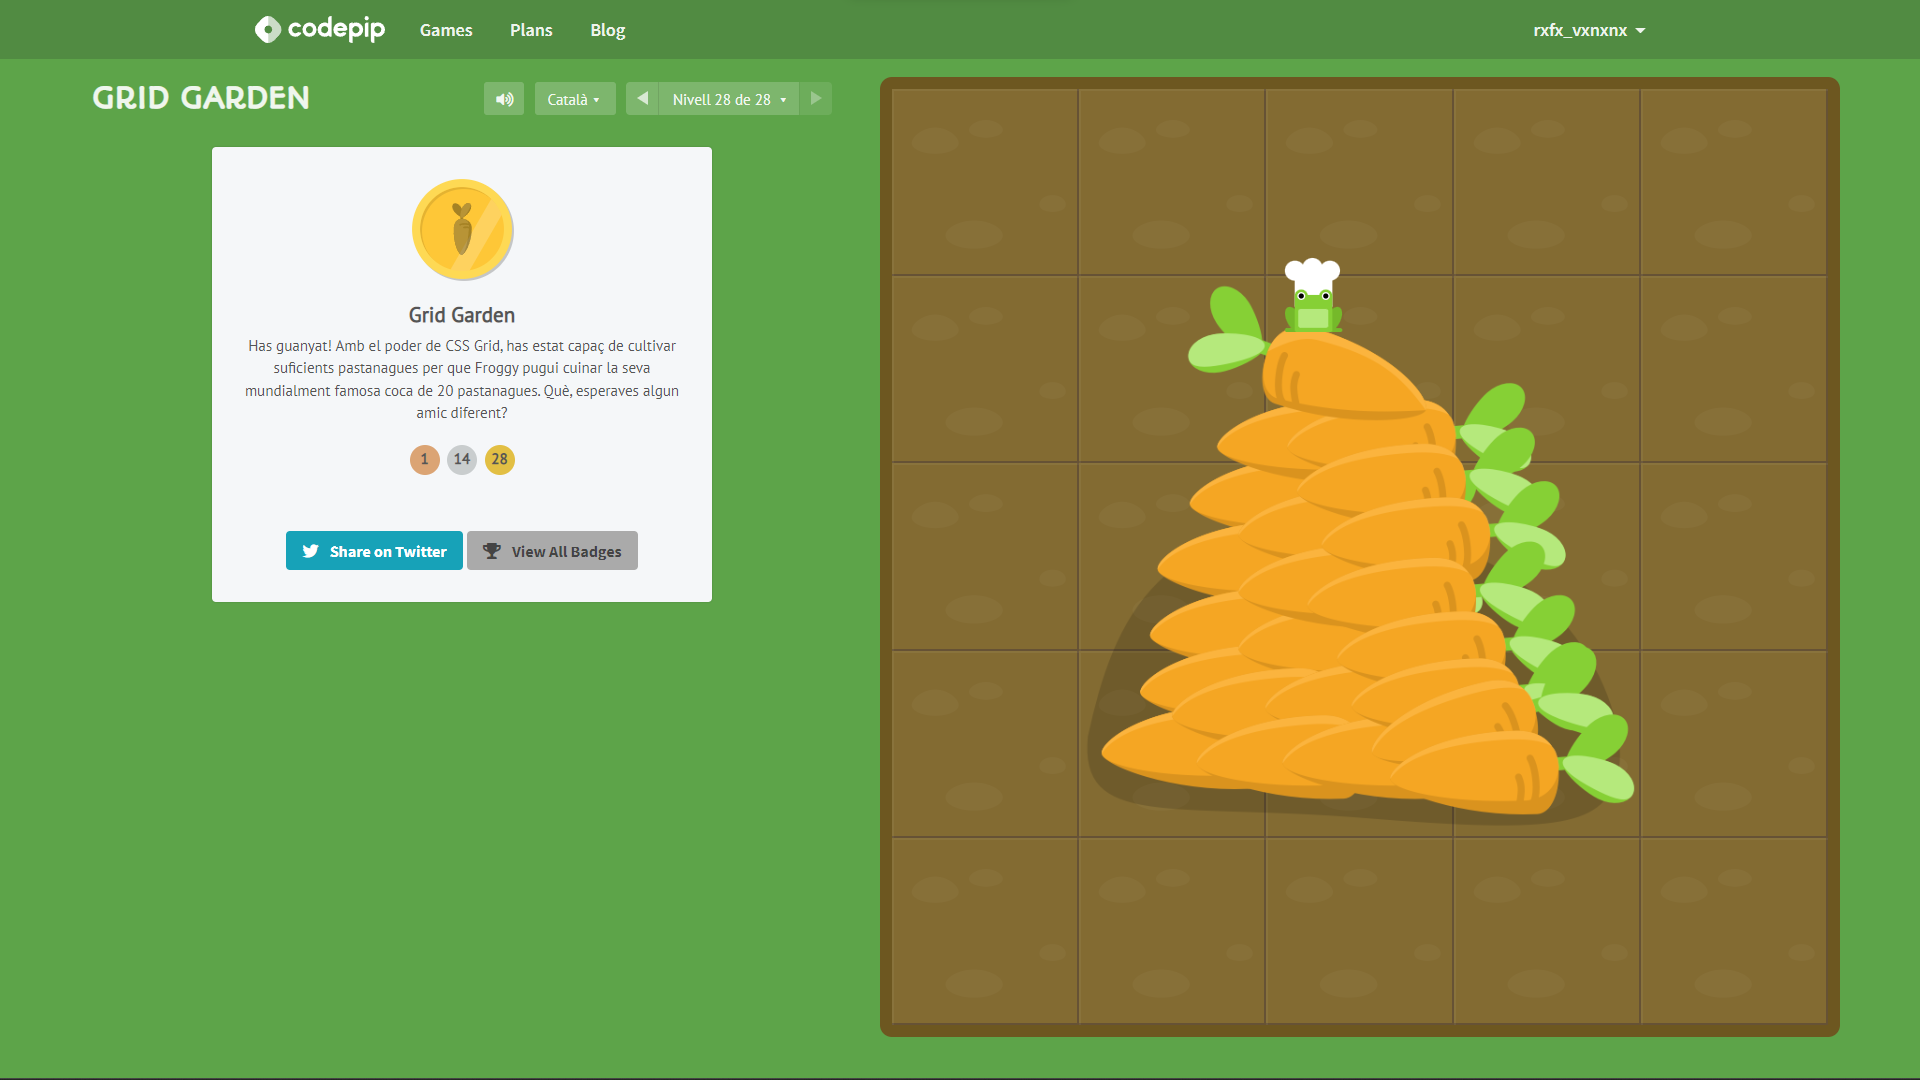 codepip Games Plans Blog rxfx_vxnxnx
GRID GARDEN Català Nivell 28 de 28
Grid Garden
Has guanyat! Amb el poder de CSS Grid, has estat capaç de cultivar
suficients pastanagues per que Froggy pugui cuinar la seva
mundialment famosa coca de 20 pastanagues. Què, esperaves algun
amic diferent?
1 14 28
Share on Twitter View All Badges